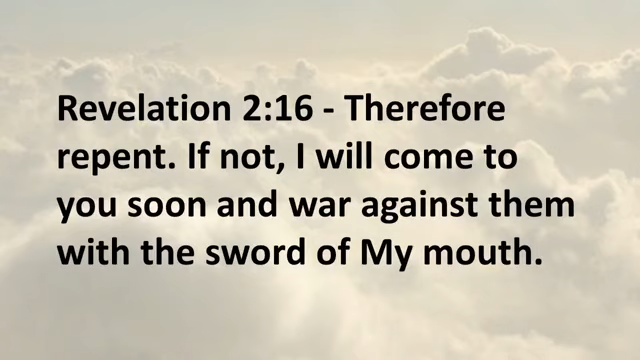 Revelation 2:16 - Therefore
repent. If not, I will come to
you soon and war against them
with the sword of My mouth.